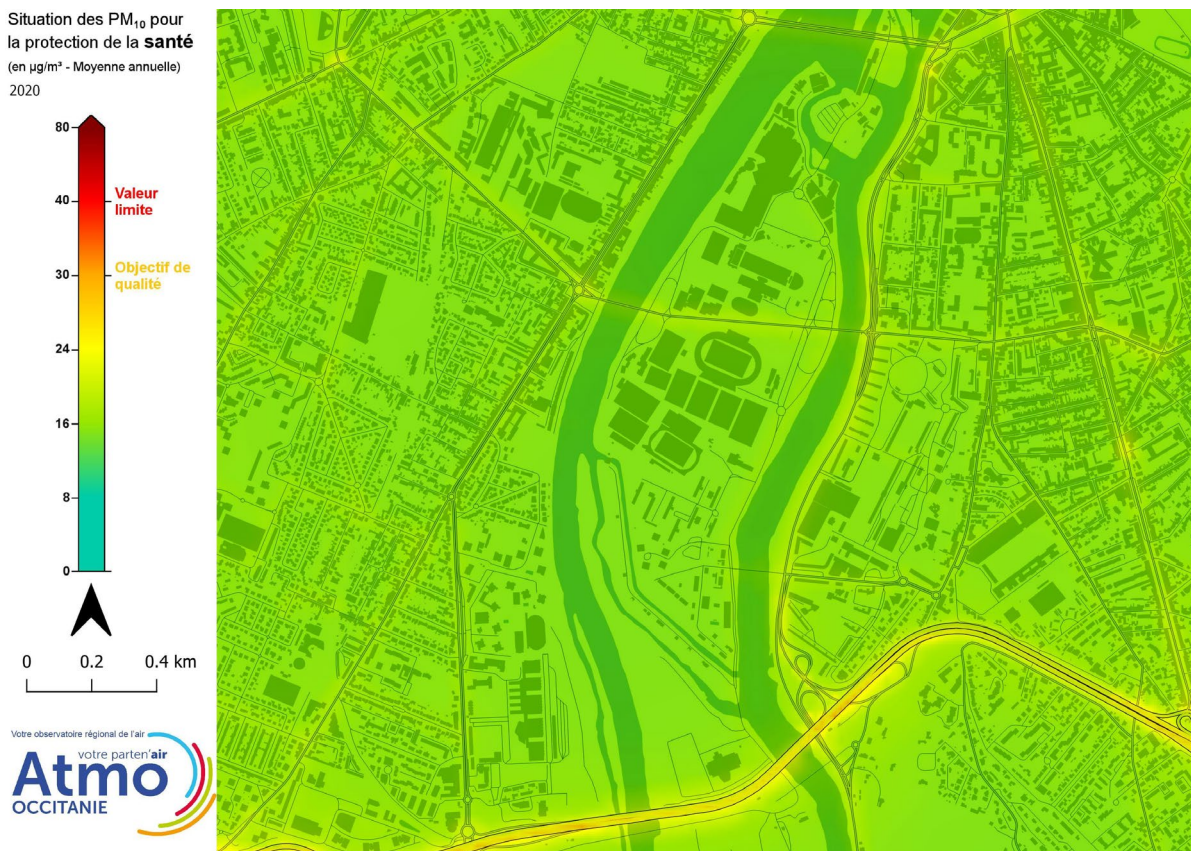 Situation des PM₁₀ pour
la protection de la santé
(en µg/m³ - Moyenne annuelle)
2020
80
40
Valeur
limite
30
Objectif de
qualité
24
16
8
0
0 0.2 0.4 km
Votre observatoire régional de l'air
votre parten'air
Atmo
OCCITANIE